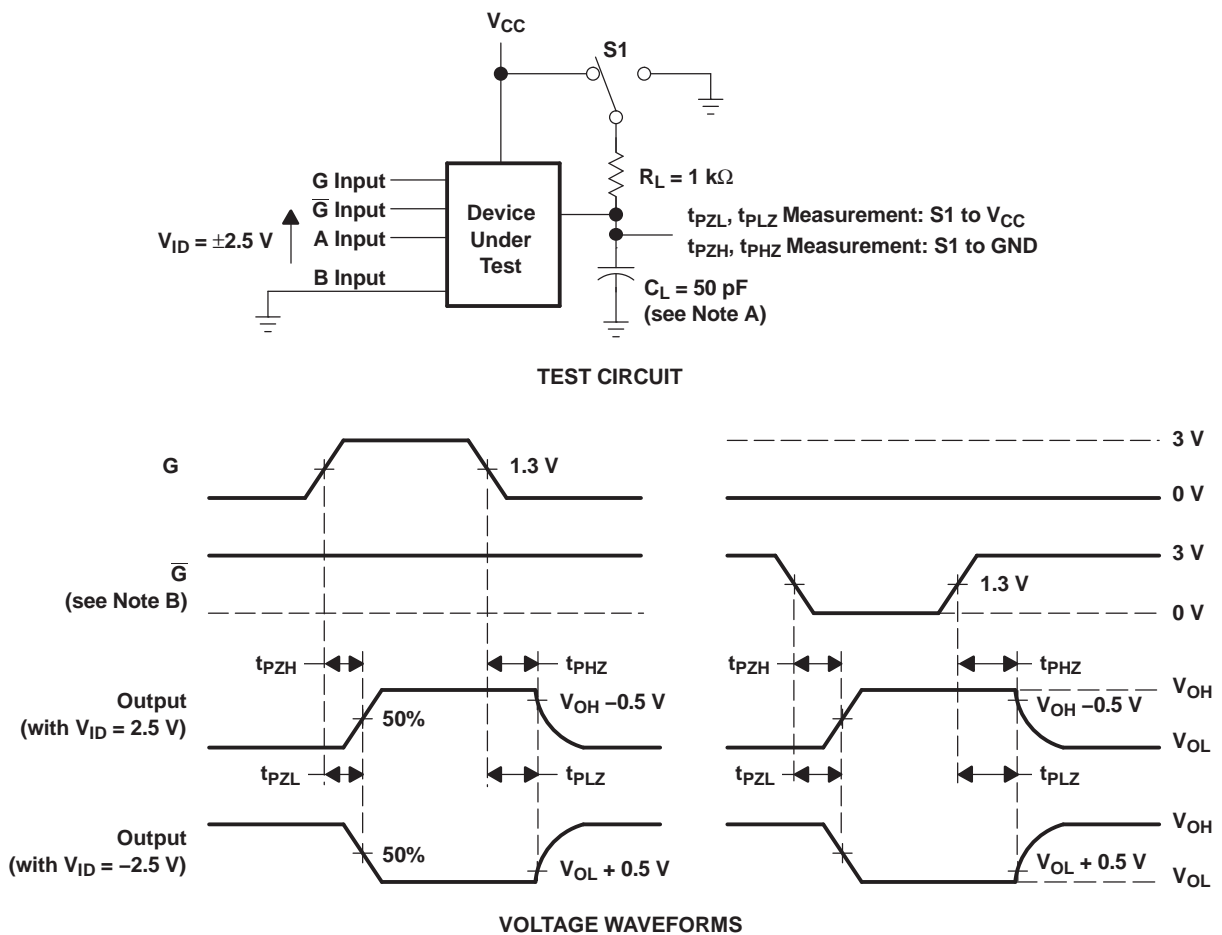 VCC
S1
RL = 1 kΩ
G Input
G̅ Input
A Input
B Input
VID = ±2.5 V
Device
Under
Test
tPZL, tPLZ Measurement: S1 to VCC
tPZH, tPHZ Measurement: S1 to GND
CL = 50 pF
(see Note A)
TEST CIRCUIT
G
1.3 V
3 V
0 V
G̅
(see Note B)
1.3 V
3 V
0 V
tPZH
tPHZ
tPZH
tPHZ
Output
(with VID = 2.5 V)
50%
VOH −0.5 V
VOH −0.5 V
VOH
VOL
tPZL
tPLZ
tPZL
tPLZ
Output
(with VID = −2.5 V)
50%
VOL + 0.5 V
VOL + 0.5 V
VOH
VOL
VOLTAGE WAVEFORMS